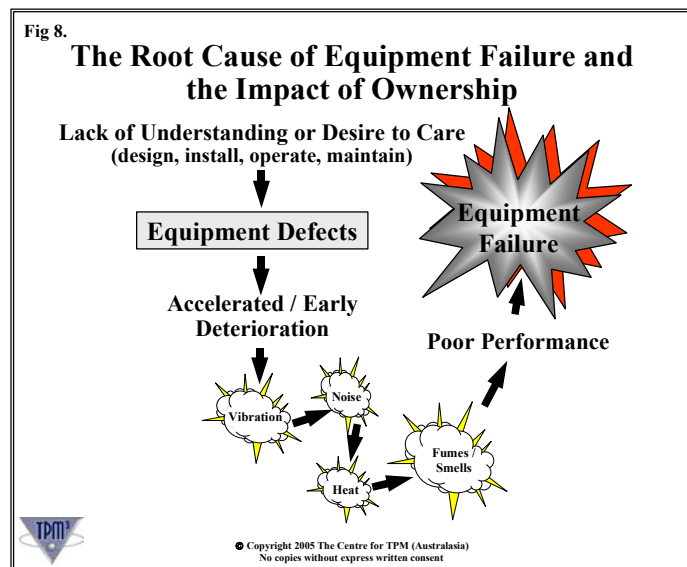 Fig 8.
The Root Cause of Equipment Failure and
the Impact of Ownership
Lack of Understanding or Desire to Care
(design, install, operate, maintain)
Equipment Defects
Accelerated / Early
Deterioration
Vibration
Noise
Heat
Fumes /
Smells
Poor Performance
Equipment
Failure
TPM³
© Copyright 2005 The Centre for TPM (Australasia)
No copies without express written consent